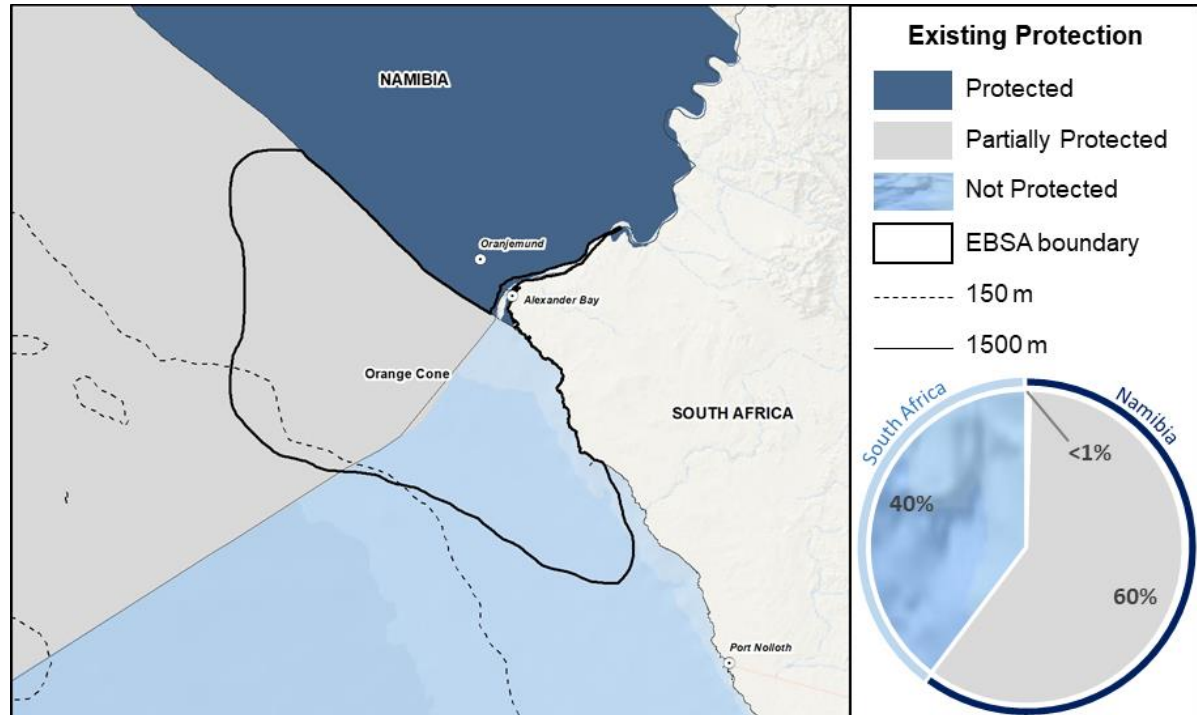 NAMIBIA
Oranjemund
Alexander Bay
Orange Cone
SOUTH AFRICA
Port Nolloth
Existing Protection
Protected
Partially Protected
Not Protected
EBSA boundary
150 m
1500 m
South Africa
Namibia
<1%
40%
60%